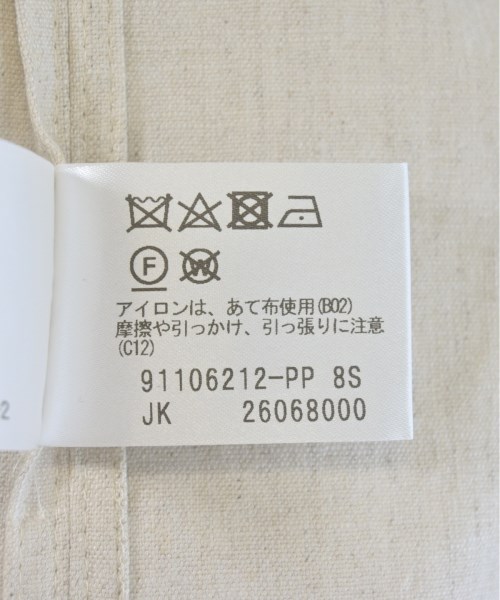 F W
アイロンは、あて布使用(B02)
摩擦や引っかけ、引っ張りに注意
(C12)
91106212-PP 8S
JK 26068000